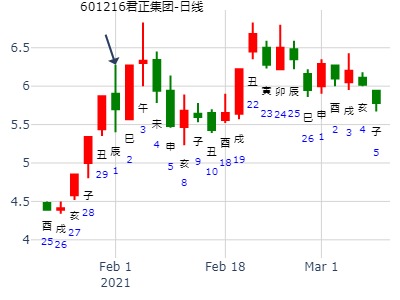 601216君正集团-日线
6.5
6
5.5
5
4.5
4
酉 25
戌 26
亥 27
子 28
丑 29
辰 1
巳 2
午 3
未 4
申 5
亥 8
子 9
丑 10
酉 18
戌 19
丑 22
寅 23
卯 24
辰 25
巳 26
申 1
酉 2
戌 3
亥 4
子 5
Feb 1
2021
Feb 18
Mar 1